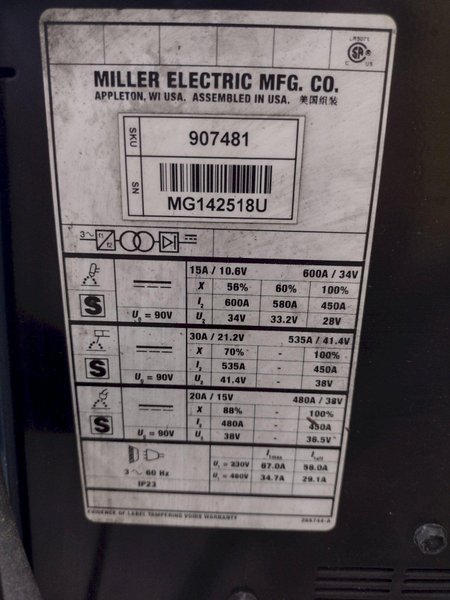 LR5071
SP
C US
MILLER ELECTRIC MFG. CO.
APPLETON, WI USA. ASSEMBLED IN USA. 美国组装
SKU 907481
SN
MG142518U
3~ f1 f2
15A / 10.6V 600A / 34V
X 56% 60% 100%
I2 600A 580A 450A
S U0 = 90V U2 34V 33.2V 28V
30A / 21.2V 535A / 41.4V
X 70% - 100%
I2 535A - 450A
S U0 = 90V U2 41.4V - 38V
20A / 15V 480A / 38V
X 88% - 100%
I2 480A - 450A
S U0 = 90V U2 38V - 36.5V
I1max I1eff
3 ~ 60 Hz U1 = 230V 67.0A 58.0A
IP23 U1 = 460V 34.7A 29.1A
EVIDENCE OF LABEL TAMPERING VOIDS WARRANTY